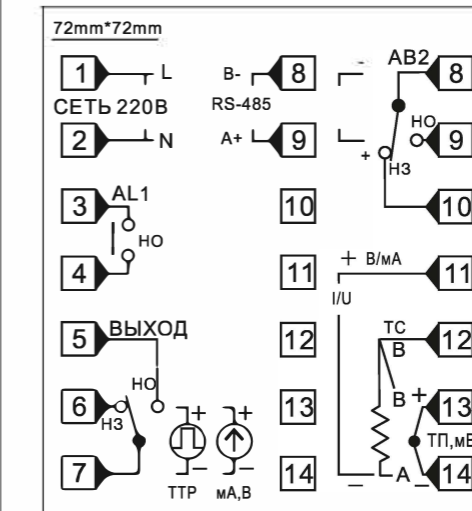 72mm*72mm
1 L B- 8 - AB2 8
СЕТЬ 220В RS-485
2 N A+ 9 + НО 9
НЗ
3 AL1 10 10
НО
4 11 + В/мА 11
I/U
5 ВЫХОД 12 ТС 12
В
6 НО 13 В + 13
НЗ + +
ТП,мВ
7 - - 14 - А - 14
ТТР мА,В